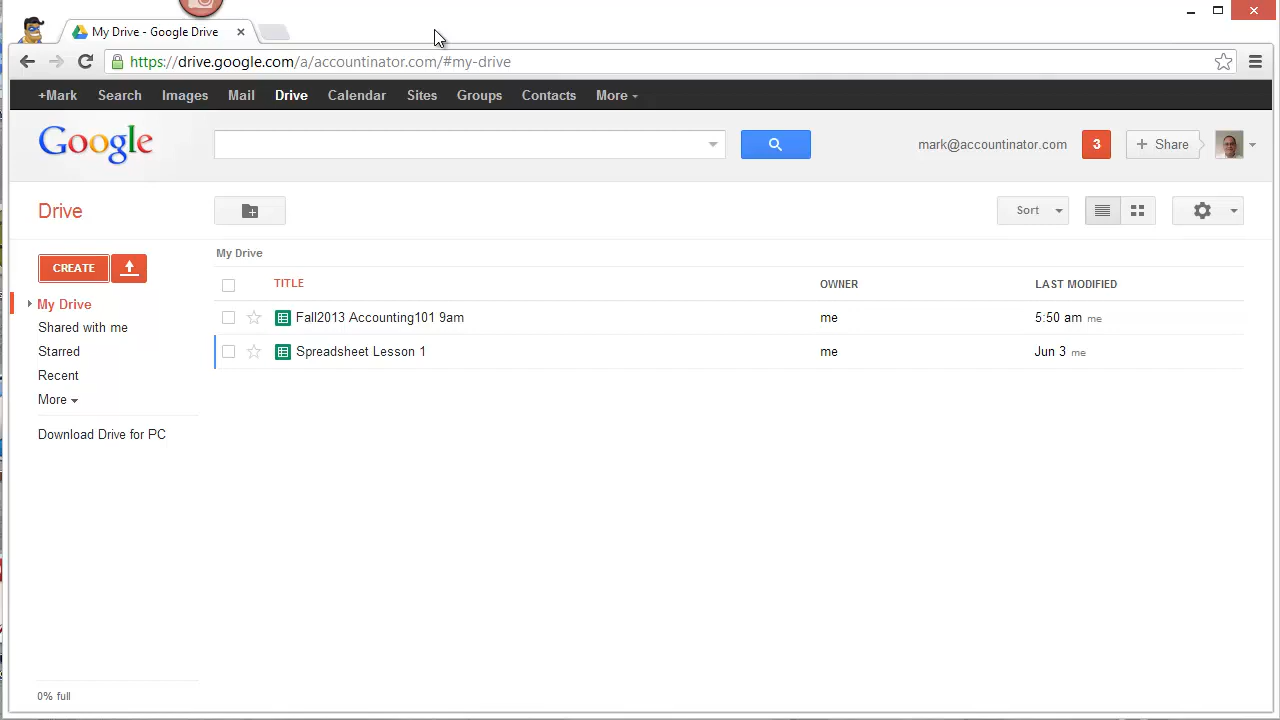 My Drive - Google Drive
https://drive.google.com/a/accountinator.com/#my-drive
+Mark Search Images Mail Drive Calendar Sites Groups Contacts More
Google
mark@accountinator.com 3 + Share
Drive
Sort
CREATE
My Drive
Shared with me
Starred
Recent
More
Download Drive for PC
0% full
My Drive
TITLE OWNER LAST MODIFIED
Fall2013 Accounting101 9am me 5:50 am me
Spreadsheet Lesson 1 me Jun 3 me